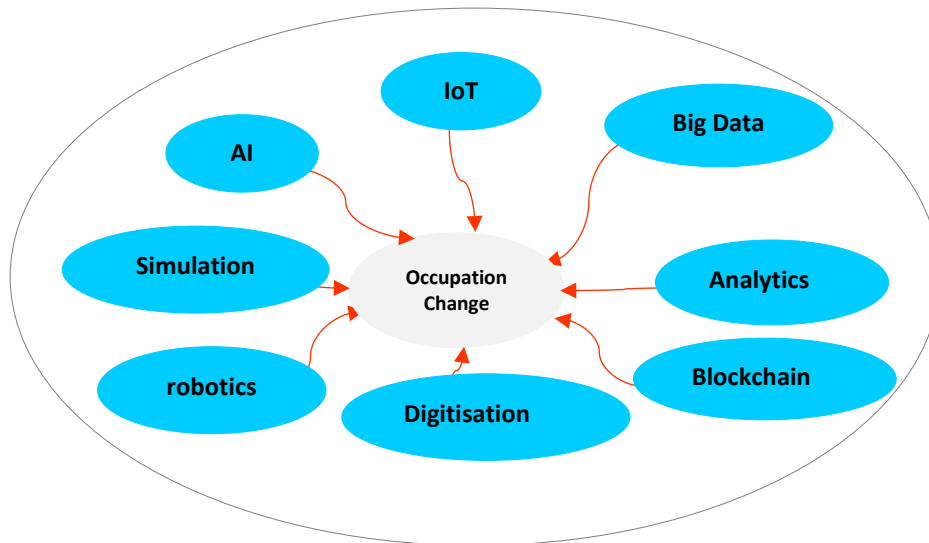 IoT
Big Data
AI
Simulation
Occupation
Change
Analytics
robotics
Blockchain
Digitisation